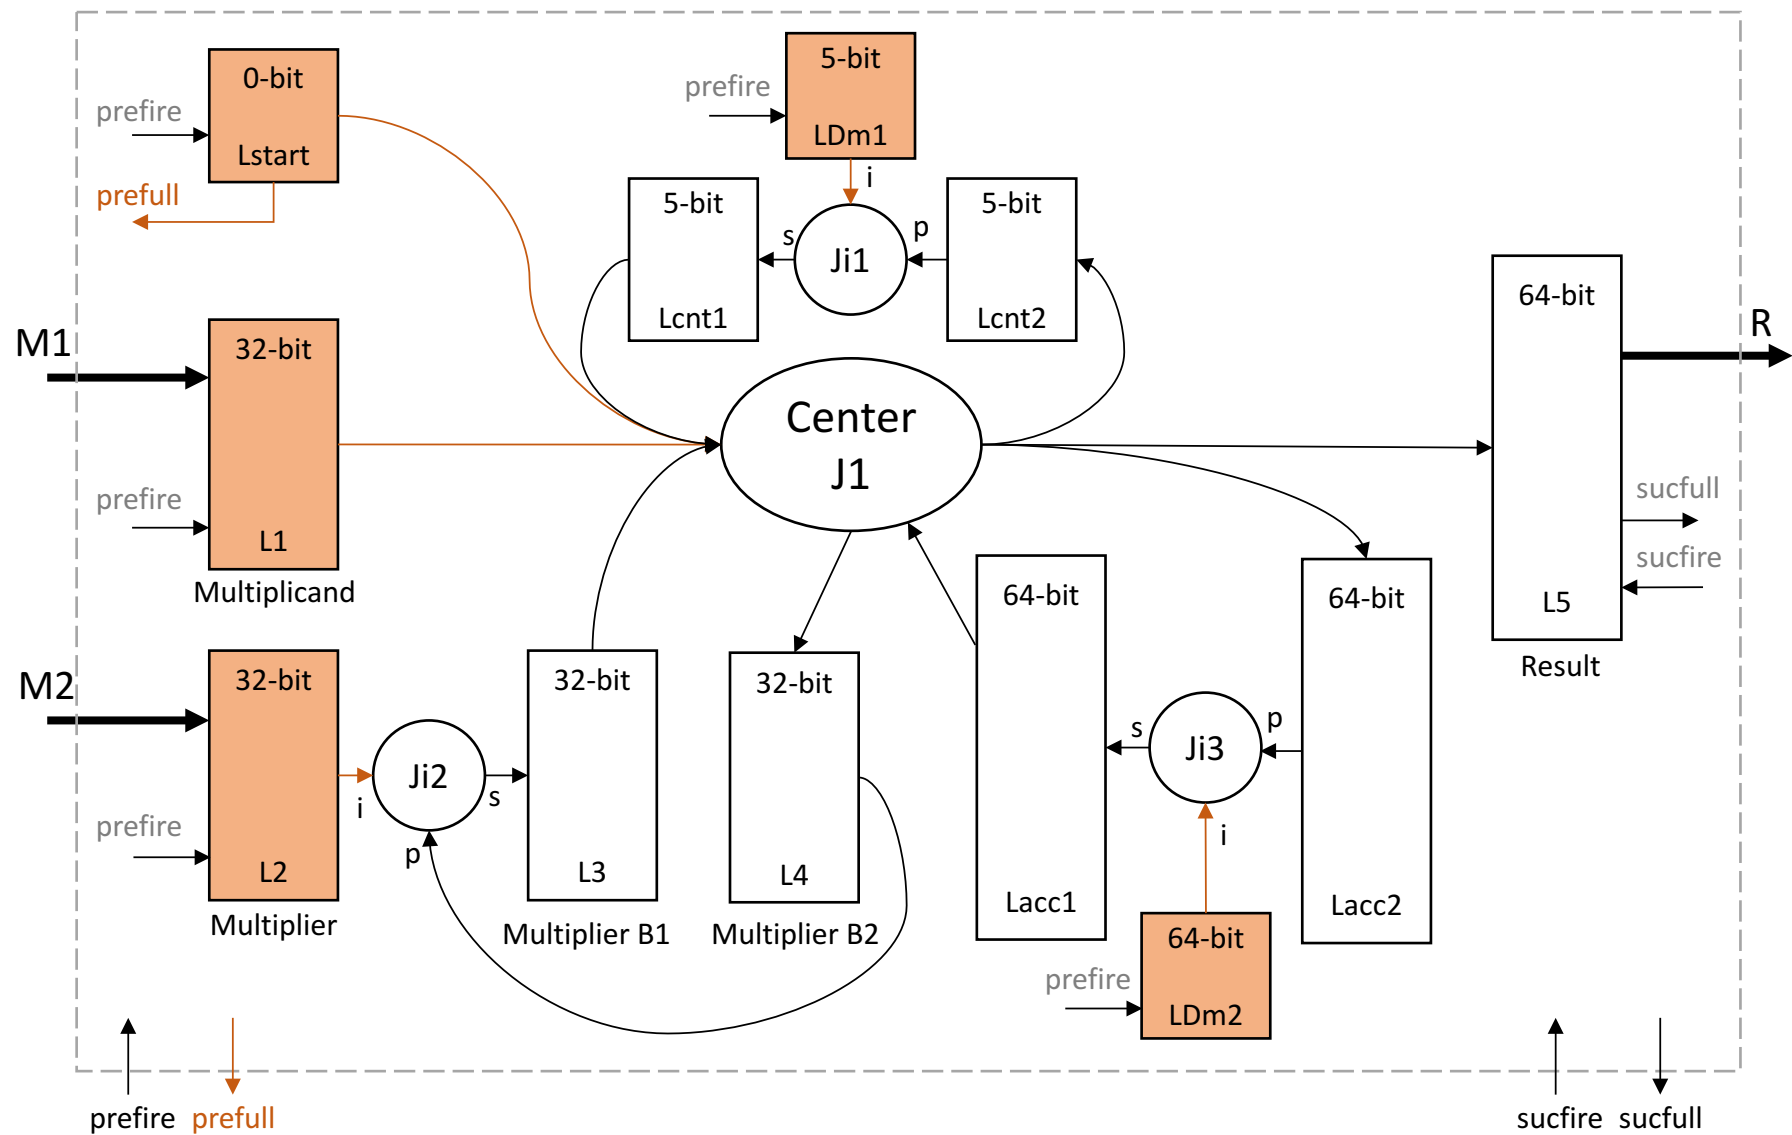 0-bit
Lstart
prefire
prefull
5-bit
LDm1
prefire
i
5-bit
Lcnt1
s
Ji1
p
5-bit
Lcnt2
M1
32-bit
L1
prefire
Multiplicand
Center
J1
64-bit
L5
R
sucfull
sucfire
Result
M2
32-bit
L2
prefire
Multiplier
i
Ji2
s
p
32-bit
L3
Multiplier B1
32-bit
L4
Multiplier B2
64-bit
Lacc1
s
Ji3
p
i
64-bit
Lacc2
64-bit
LDm2
prefire
prefire
prefull
sucfire
sucfull